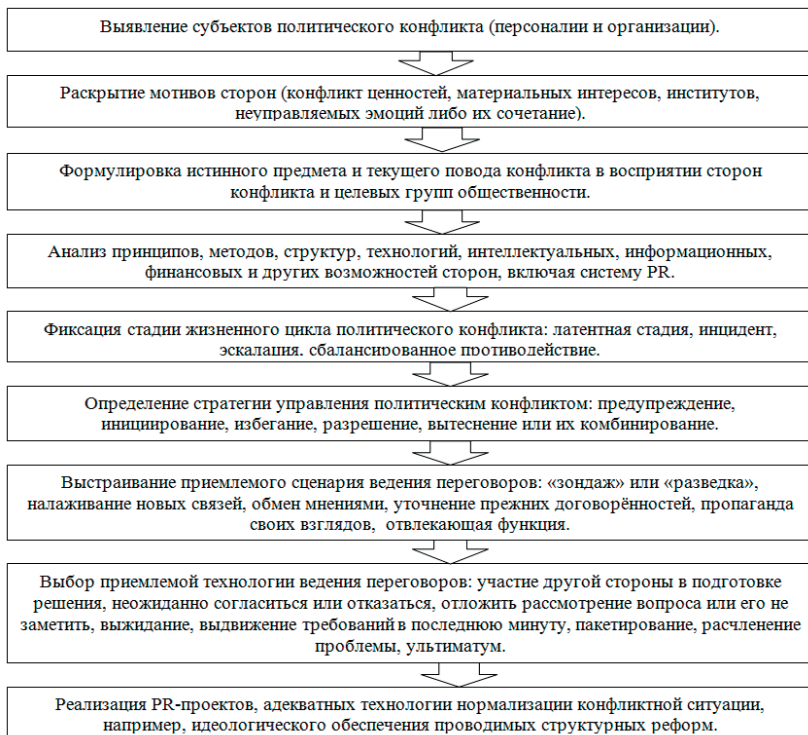 Выявление субъектов политического конфликта (персоналии и организации).
Раскрытие мотивов сторон (конфликт ценностей, материальных интересов, институтов,
неуправляемых эмоций либо их сочетание).
Формулировка истинного предмета и текущего повода конфликта в восприятии сторон
конфликта и целевых групп общественности.
Анализ принципов, методов, структур, технологий, интеллектуальных, информационных,
финансовых и других возможностей сторон, включая систему PR.
Фиксация стадии жизненного цикла политического конфликта: латентная стадия, инцидент,
эскалация, сбалансированное противодействие.
Определение стратегии управления политическим конфликтом: предупреждение,
инициирование, избегание, разрешение, вытеснение или их комбинирование.
Выстраивание приемлемого сценария ведения переговоров: «зондаж» или «разведка»,
налаживание новых связей, обмен мнениями, уточнение прежних договорённостей, пропаганда
своих взглядов, отвлекающая функция.
Выбор приемлемой технологии ведения переговоров: участие другой стороны в подготовке
решения, неожиданно согласиться или отказаться, отложить рассмотрение вопроса или его не
заметить, выжидание, выдвижение требований в последнюю минуту, пакетирование, расчленение
проблемы, ультиматум.
Реализация PR-проектов, адекватных технологии нормализации конфликтной ситуации,
например, идеологического обеспечения проводимых структурных реформ.